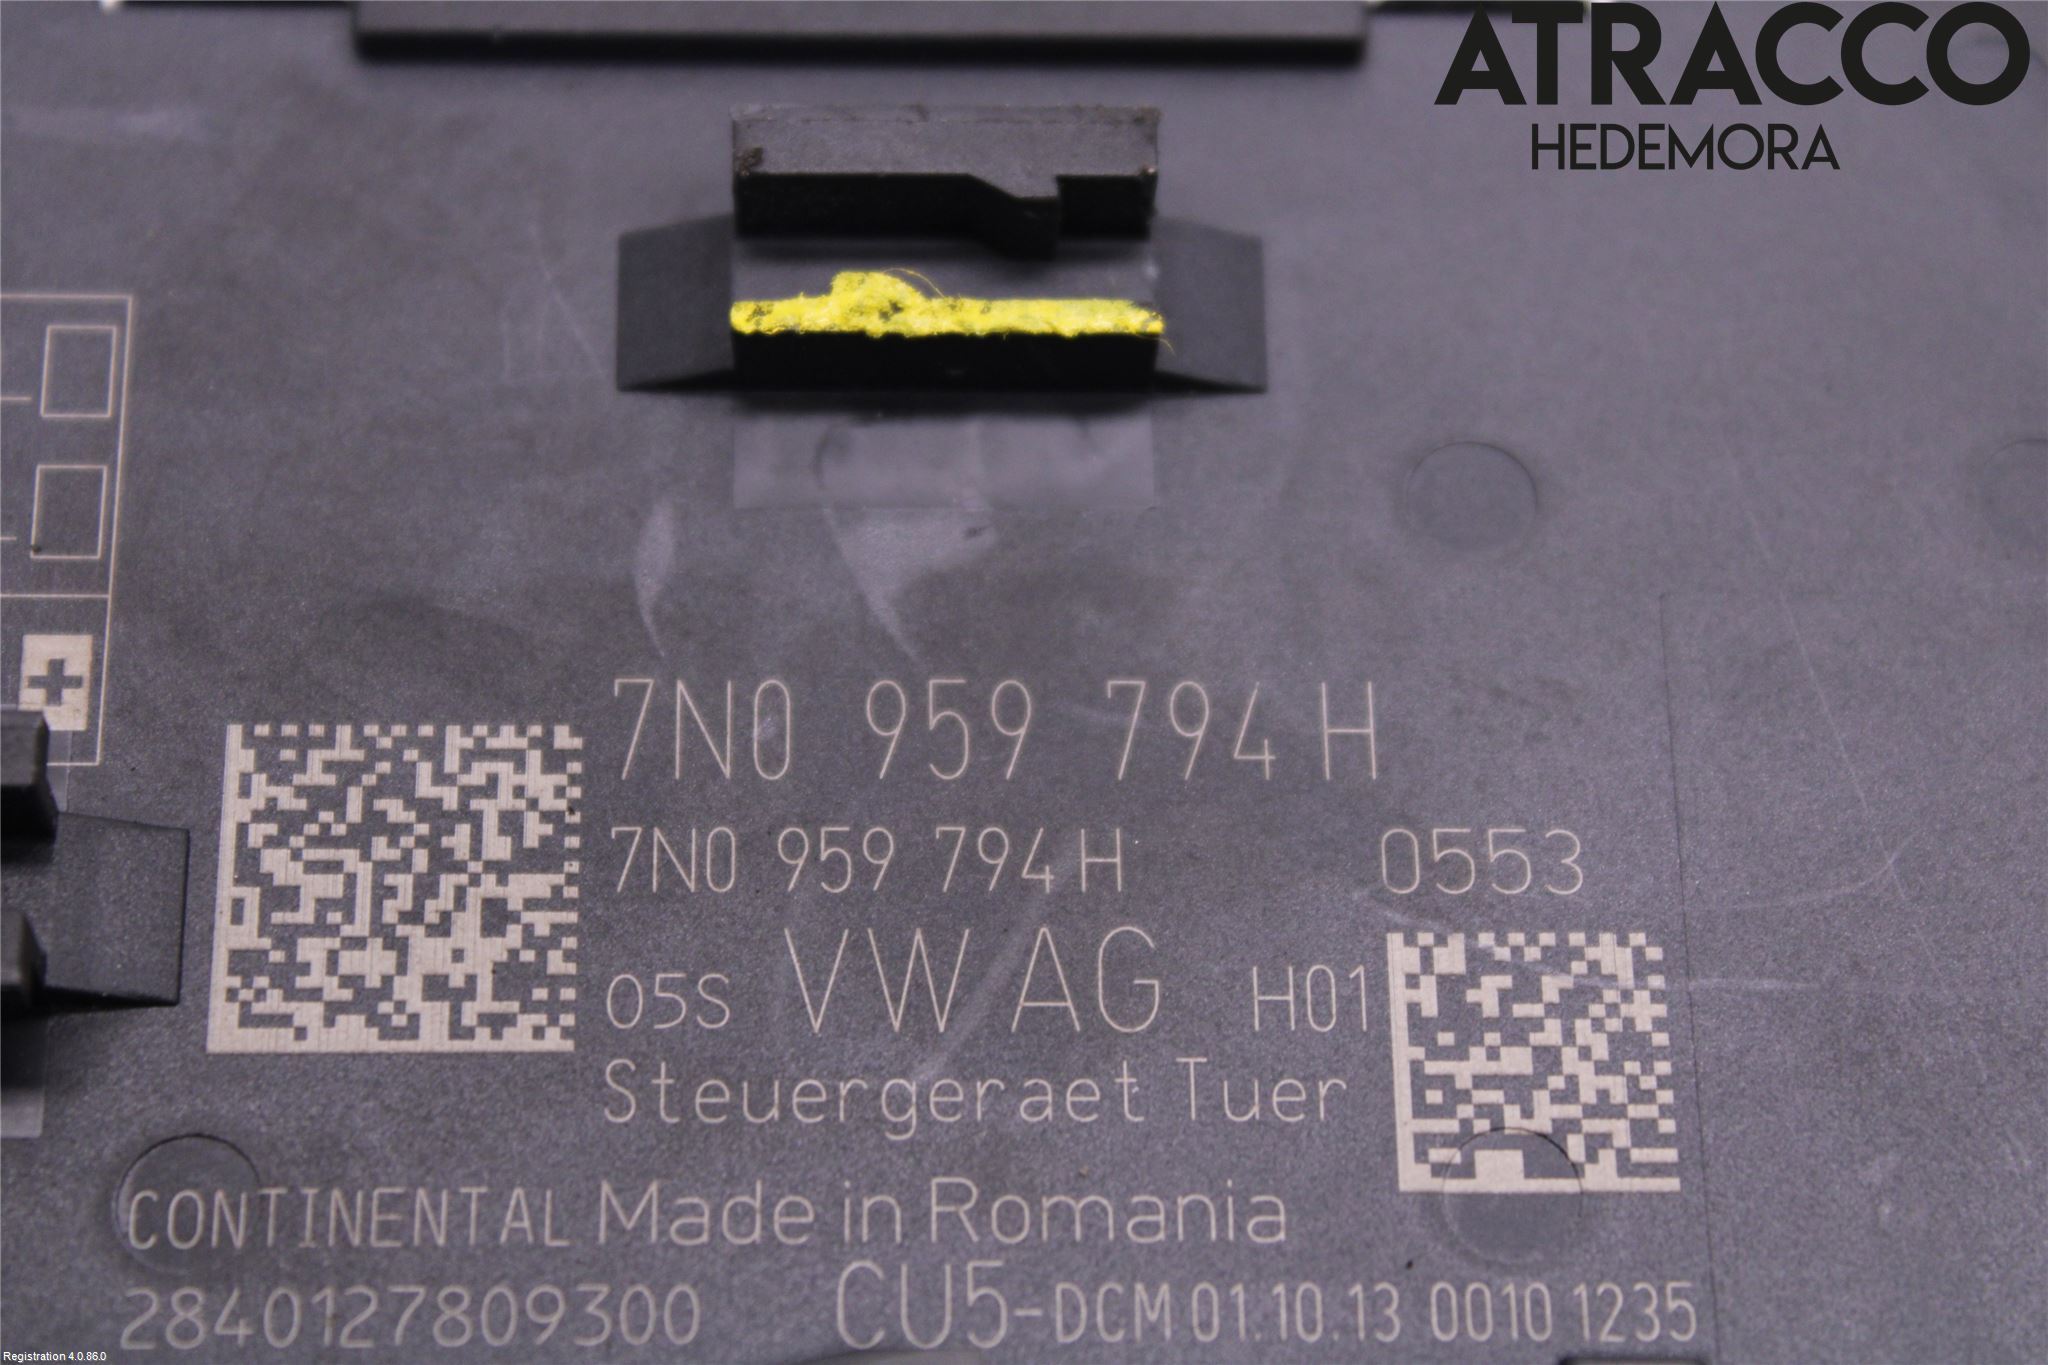 ATRACCO
HEDEMORA
7N0 959 794 H
7N0 959 794 H 0553
05S VW AG H01
Steuergeraet Tuer
CONTINENTAL Made in Romania
2840127809300 CU5-DCM 01.10.13 0010 1235
Registration 4.0.86.0